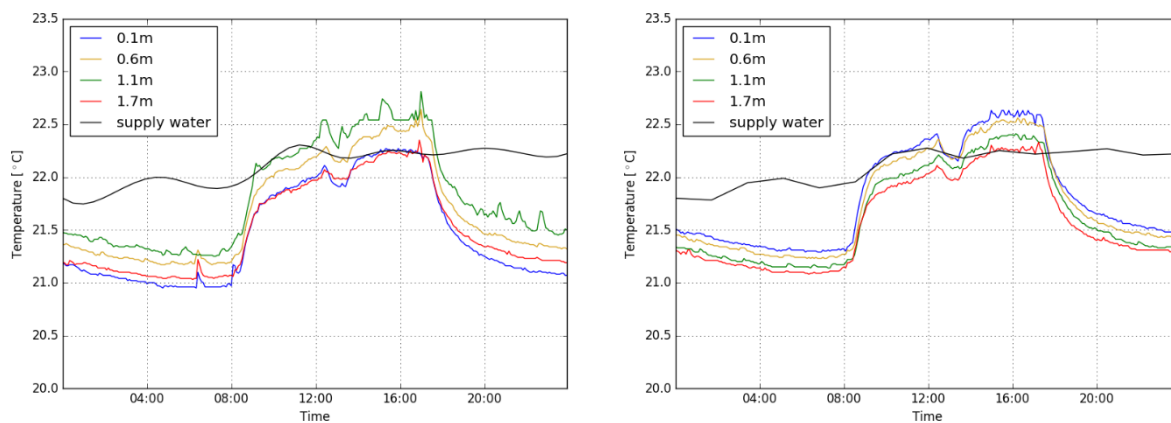 23.5
23.0
22.5
22.0
21.5
21.0
20.5
20.0
Temperature [ °C]
0.1m
0.6m
1.1m
1.7m
supply water
04:00 08:00 12:00 16:00 20:00
Time
23.5
23.0
22.5
22.0
21.5
21.0
20.5
20.0
Temperature [ °C]
0.1m
0.6m
1.1m
1.7m
supply water
04:00 08:00 12:00 16:00 20:00
Time